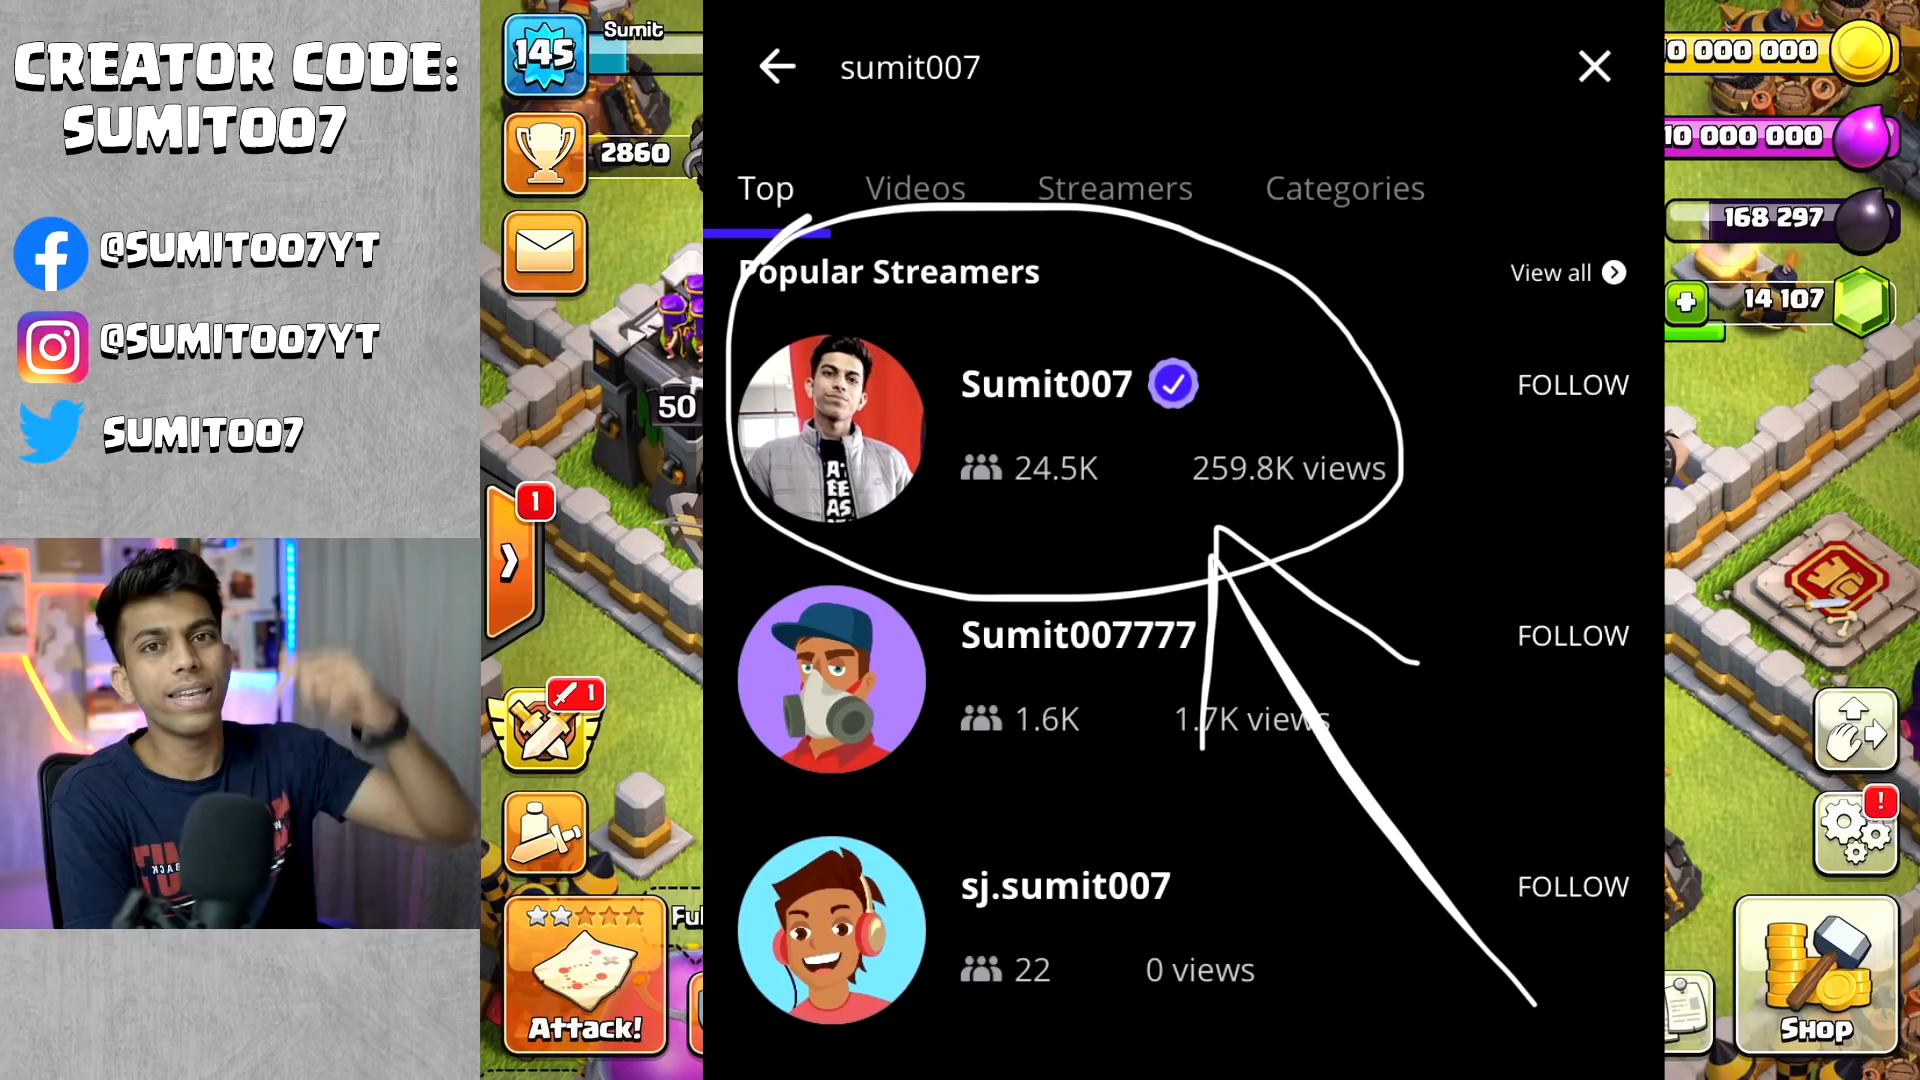 CREATOR CODE:
SUMIT007
@SUMIT007YT
@SUMIT007YT
SUMIT007
145
Sumit
2860
50
1
1
Attack!
sumit007
Top
Videos
Streamers
Categories
Popular Streamers
View all
Sumit007
FOLLOW
24.5K
259.8K views
Sumit007777
FOLLOW
1.6K
1.7K views
sj.sumit007
FOLLOW
22
0 views
0 000 000
10 000 000
168 297
14 107
!
Shop